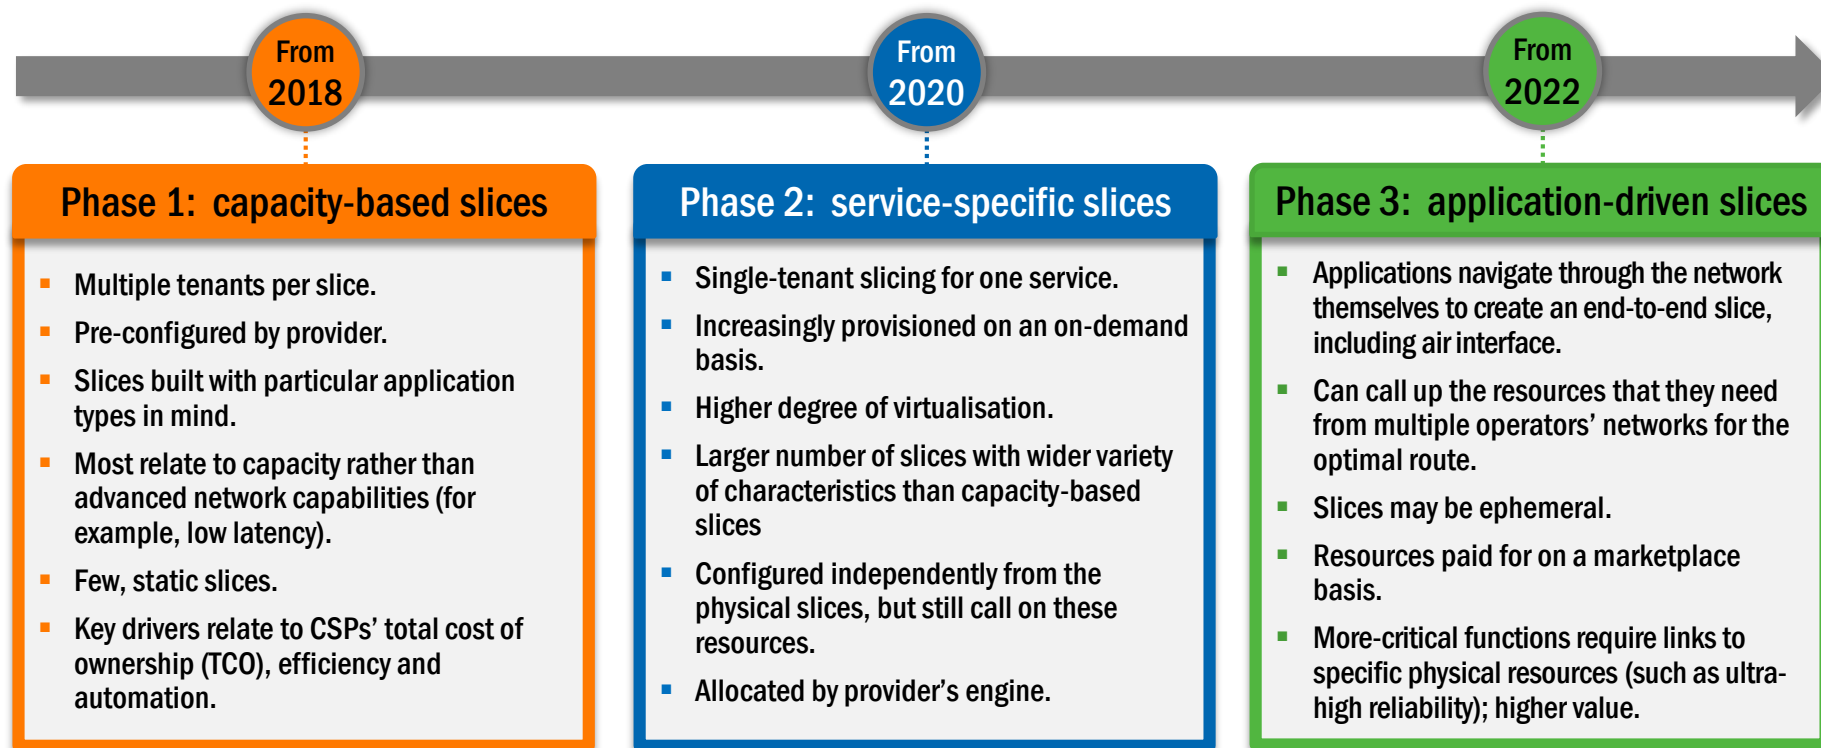 From
2018
From
2020
From
2022
Phase 1: capacity-based slices
Multiple tenants per slice.
Pre-configured by provider.
Slices built with particular application
types in mind.
Most relate to capacity rather than
advanced network capabilities (for
example, low latency).
Few, static slices.
Key drivers relate to CSPs’ total cost of
ownership (TCO), efficiency and
automation.
Phase 2: service-specific slices
Single-tenant slicing for one service.
Increasingly provisioned on an on-demand
basis.
Higher degree of virtualisation.
Larger number of slices with wider variety
of characteristics than capacity-based
slices
Configured independently from the
physical slices, but still call on these
resources.
Allocated by provider’s engine.
Phase 3: application-driven slices
Applications navigate through the network
themselves to create an end-to-end slice,
including air interface.
Can call up the resources that they need
from multiple operators’ networks for the
optimal route.
Slices may be ephemeral.
Resources paid for on a marketplace
basis.
More-critical functions require links to
specific physical resources (such as ultra-
high reliability); higher value.